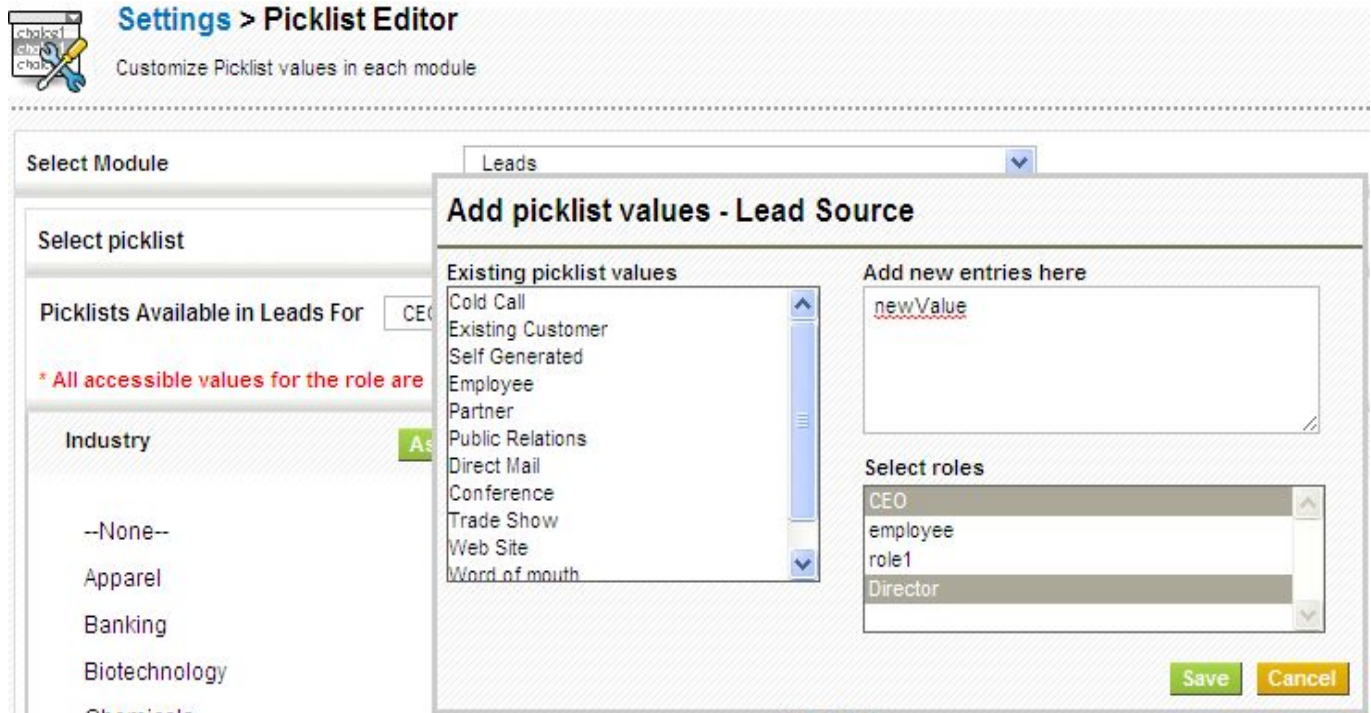 Settings > Picklist Editor
Customize Picklist values in each module
Select Module
Leads
Add picklist values - Lead Source
Select picklist
Existing picklist values
Cold Call
Existing Customer
Self Generated
Employee
Partner
Public Relations
Direct Mail
Conference
Trade Show
Web Site
Word of mouth
Add new entries here
newValue
Select roles
CEO
employee
role1
Director
Save Cancel
Picklists Available in Leads For
* All accessible values for the role are
Industry
--None--
Apparel
Banking
Biotechnology